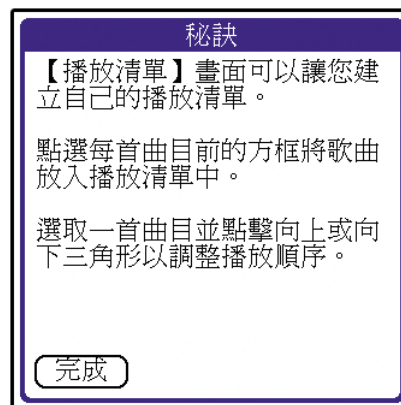 秘訣
【播放清單】畫面可以讓您建
立自己的播放清單。
點選每首曲目前的方框將歌曲
放入播放清單中。
選取一首曲目並點擊向上或向
下三角形以調整播放順序。
完成